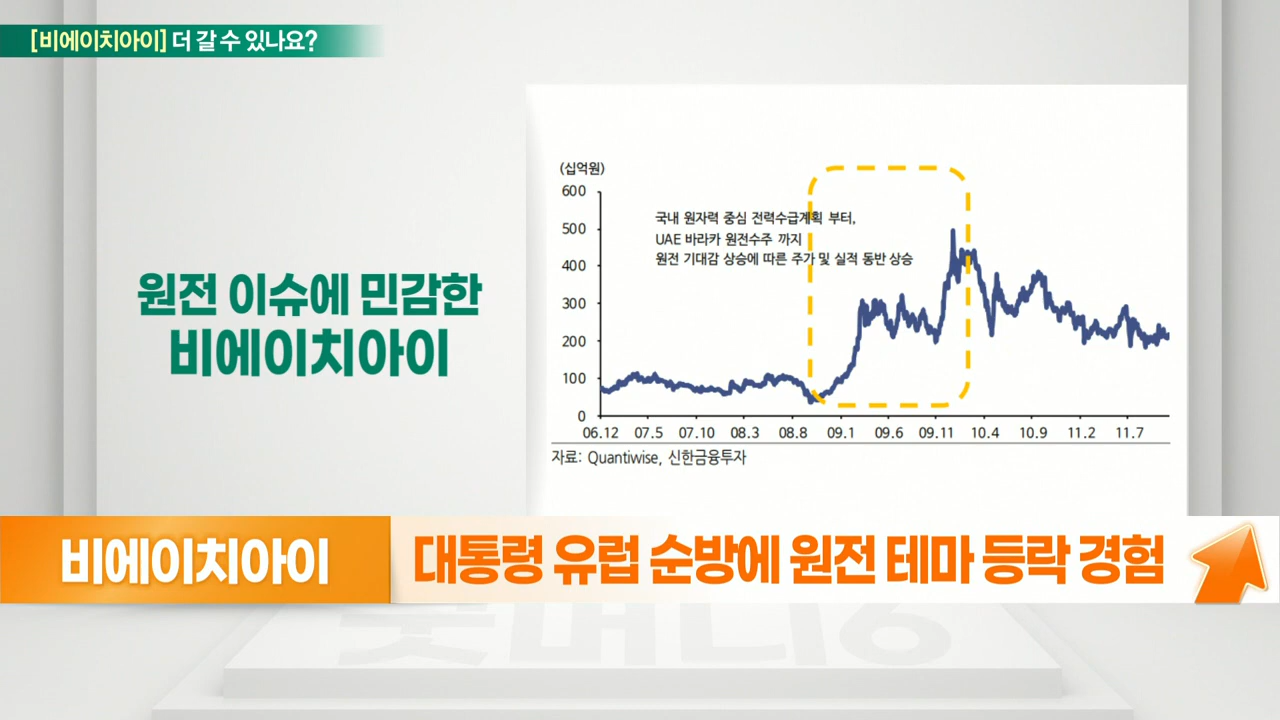 [비에이치아이] 더 갈 수 있나요?
원전 이슈에 민감한
비에이치아이
(십억원)
600
500
400
300
200
100
0
국내 원자력 중심 전력수급계획 부터,
UAE 바라카 원전수주 까지
원전 기대감 상승에 따른 주가 및 실적 동반 상승
06.12 07.5 07.10 08.3 08.8 09.1 09.6 09.11 10.4 10.9 11.2 11.7
자료: Quantiwise, 신한금융투자
비에이치아이
대통령 유럽 순방에 원전 테마 등락 경험
머니6